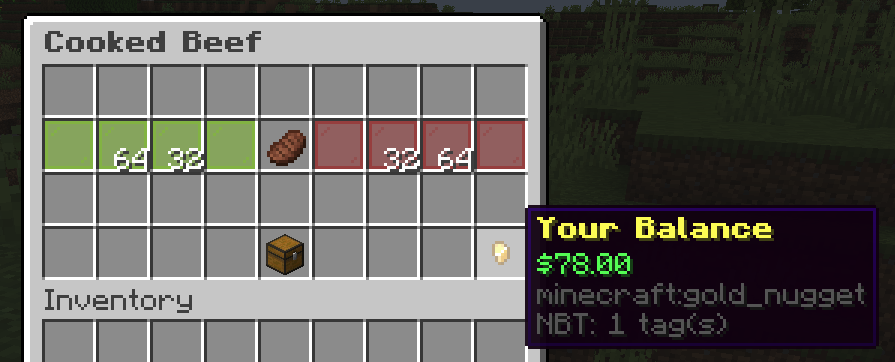 Cooked Beef
64 32 32 64
Your Balance
$78.00
minecraft:gold_nugget
NBT: 1 tag(s)
Inventory